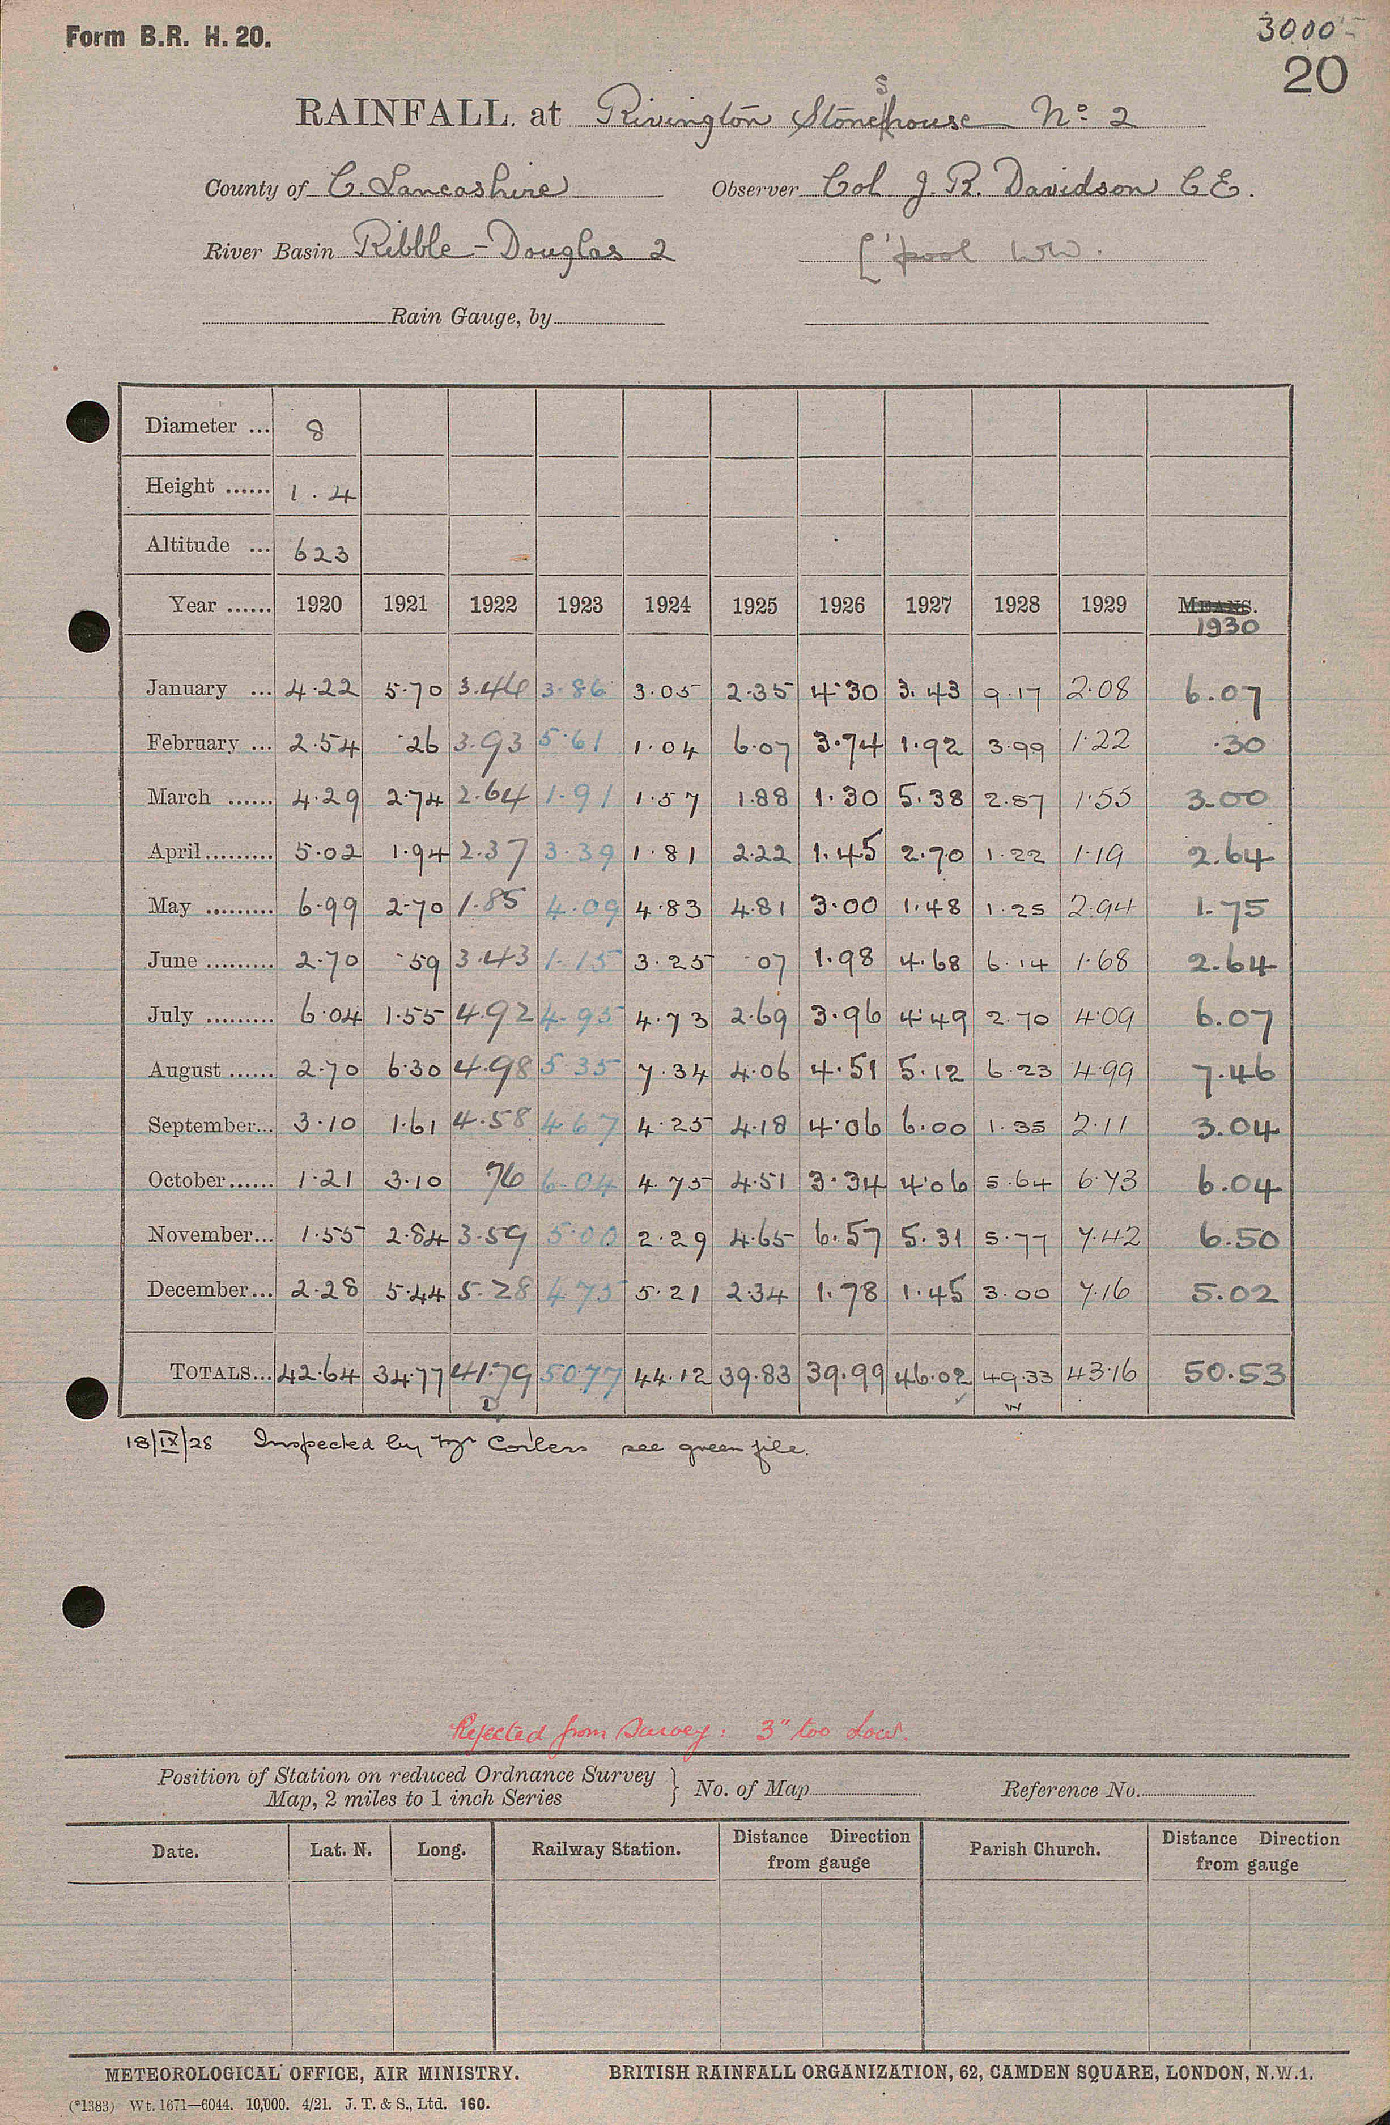 Form B.R. H. 20.
3000
20
RAINFALL. at Rivington Stoneshouse No 2
County of C. Lancashire Observer Col J. R. Davidson C E.
River Basin Ribble - Douglas 2 L'pool WW.
Rain Gauge, by
Diameter ... 8
Height ...... 1.4
Altitude ... 623
Year ...... 1920 1921 1922 1923 1924 1925 1926 1927 1928 1929 MEANS.
1930
January ... 4.22 5.70 3.46 3.86 3.05 2.35 4.30 3.43 9.17 2.08 6.07
February ... 2.54 .26 3.93 5.61 1.04 6.07 3.74 1.92 3.99 1.22 .30
March ...... 4.29 2.74 2.64 1.91 1.57 1.88 1.30 5.38 2.87 1.55 3.00
April ......... 5.02 1.94 2.37 3.39 1.81 2.22 1.45 2.70 1.22 1.19 2.64
May ......... 6.99 2.70 1.85 4.09 4.83 4.81 3.00 1.48 1.25 2.94 1.75
June ......... 2.70 .59 3.43 1.15 3.25 .07 1.98 4.68 6.14 1.68 2.64
July ......... 6.04 1.55 4.92 4.95 4.73 2.69 3.96 4.49 2.70 4.09 6.07
August ...... 2.70 6.30 4.98 5.35 7.34 4.06 4.51 5.12 6.23 4.99 7.46
September... 3.10 1.61 4.58 4.67 4.25 4.18 4.06 6.00 1.35 2.11 3.04
October...... 1.21 3.10 76 6.04 4.75 4.51 3.34 4.06 5.64 6.73 6.04
November... 1.55 2.84 3.59 5.00 2.29 4.65 6.57 5.31 5.77 7.42 6.50
December... 2.28 5.44 5.28 4.75 5.21 2.34 1.78 1.45 3.00 7.16 5.02
TOTALS... 42.64 34.77 41.79 50.77 44.12 39.83 39.99 46.02 49.33 43.16 50.53
D W
18/IX/28 Inspected by Mr see green file.
Rejected from Survey: 3" too low.
Position of Station on reduced Ordnance Survey
Map, 2 miles to 1 inch Series } No. of Map Reference No.
Date. Lat. N. Long. Railway Station. Distance Direction from gauge Parish Church. Distance Direction from gauge
METEOROLOGICAL OFFICE, AIR MINISTRY. BRITISH RAINFALL ORGANIZATION, 62, CAMDEN SQUARE, LONDON, N.W.1.
(*1383) Wt. 1671—6044. 10,000. 4/21. J. T. & S., Ltd. 160.